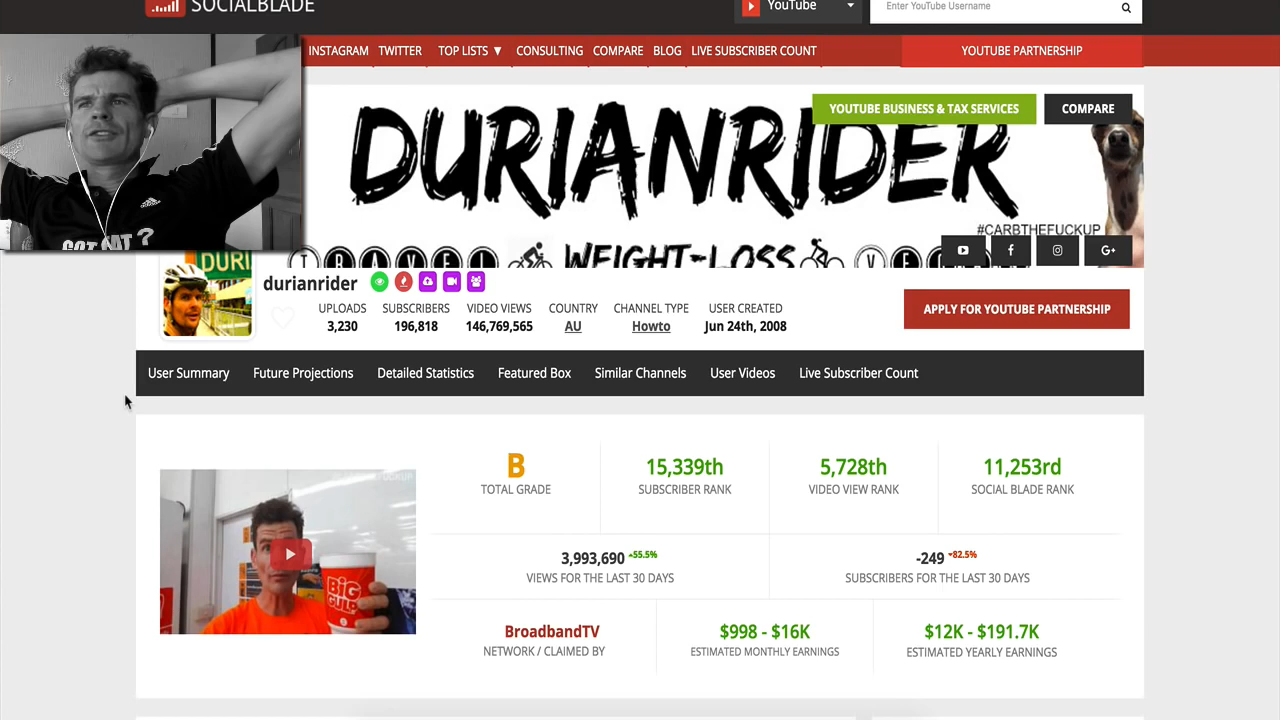 SOCIALBLADE
YouTube
Enter YouTube Username
INSTAGRAM TWITTER TOP LISTS ▼ CONSULTING COMPARE BLOG LIVE SUBSCRIBER COUNT
YOUTUBE PARTNERSHIP
YOUTUBE BUSINESS & TAX SERVICES
COMPARE
DURIANRIDER
#CARBTHEFUCKUP
GOT FAT ?
TRAVEL WEIGHT-LOSS
DURI
durianrider
UPLOADS SUBSCRIBERS VIDEO VIEWS COUNTRY CHANNEL TYPE USER CREATED
3,230 196,818 146,769,565 AU Howto Jun 24th, 2008
APPLY FOR YOUTUBE PARTNERSHIP
User Summary Future Projections Detailed Statistics Featured Box Similar Channels User Videos Live Subscriber Count
B 15,339th 5,728th 11,253rd
TOTAL GRADE SUBSCRIBER RANK VIDEO VIEW RANK SOCIAL BLADE RANK
3,993,690 55.5% -249 82.5%
VIEWS FOR THE LAST 30 DAYS SUBSCRIBERS FOR THE LAST 30 DAYS
BIG
GULP
BroadbandTV $998 - $16K $12K - $191.7K
NETWORK / CLAIMED BY ESTIMATED MONTHLY EARNINGS ESTIMATED YEARLY EARNINGS